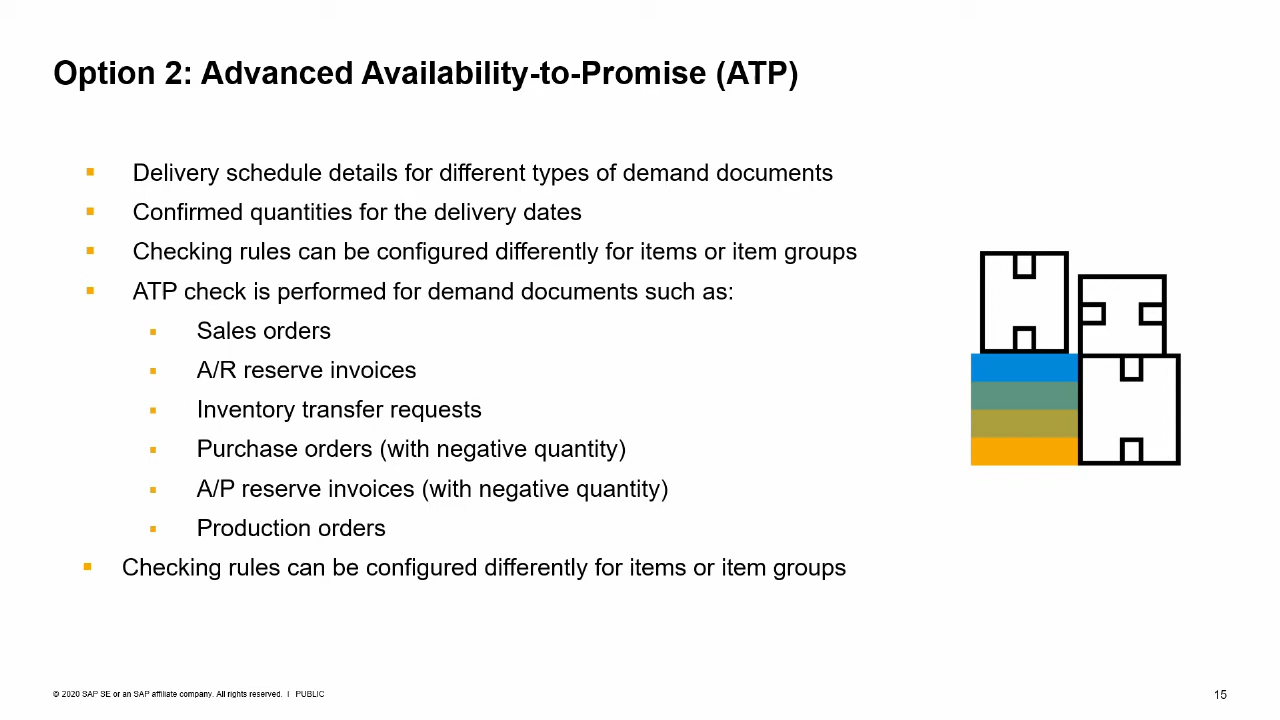 Option 2: Advanced Availability-to-Promise (ATP)
Delivery schedule details for different types of demand documents
Confirmed quantities for the delivery dates
Checking rules can be configured differently for items or item groups
ATP check is performed for demand documents such as:
Sales orders
A/R reserve invoices
Inventory transfer requests
Purchase orders (with negative quantity)
A/P reserve invoices (with negative quantity)
Production orders
Checking rules can be configured differently for items or item groups
© 2020 SAP SE or an SAP affiliate company. All rights reserved. I PUBLIC
15